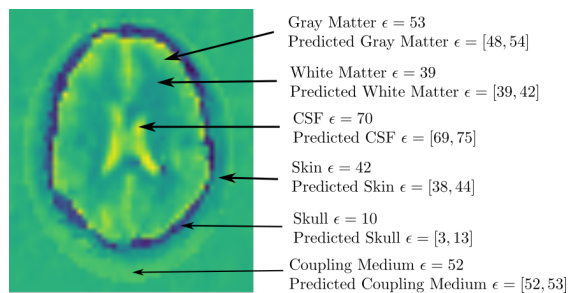 Gray Matter ϵ = 53
Predicted Gray Matter ϵ = [48, 54]
White Matter ϵ = 39
Predicted White Matter ϵ = [39, 42]
CSF ϵ = 70
Predicted CSF ϵ = [69, 75]
Skin ϵ = 42
Predicted Skin ϵ = [38, 44]
Skull ϵ = 10
Predicted Skull ϵ = [3, 13]
Coupling Medium ϵ = 52
Predicted Coupling Medium ϵ = [52, 53]